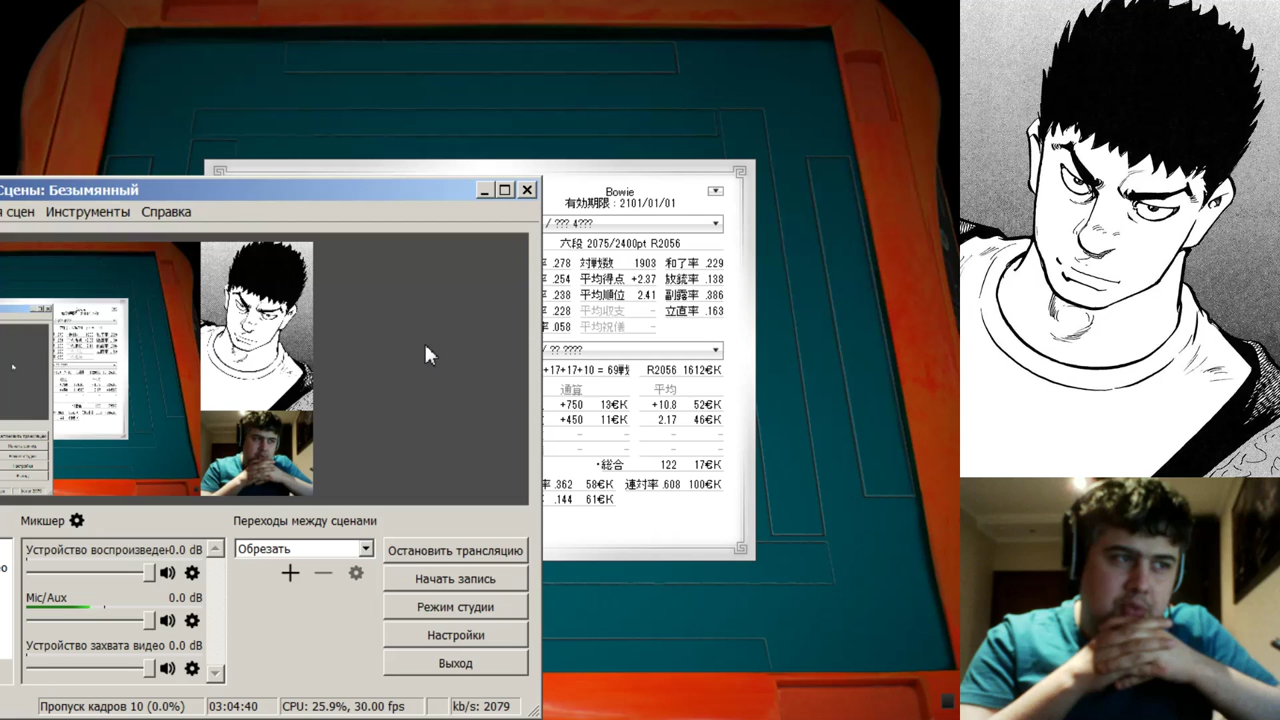 Сцены: Безымянный
я сцен Инструменты Справка
Bowie
有効期限 : 2101/01/01
/ ??? 4???
六段 2075/2400pt R2056
.278 対戦数 1903 和了率 .229
.254 平均得点 +2.37 放銃率 .138
.238 平均順位 2.41 副露率 .386
.228 平均収支 - 立直率 .163
.058 平均祝儀 -
/ ?? ????
+17+17+10 = 69戦 R2056 1612€K
通算 平均
+750 13€K +10.8 52€K
+450 11€K 2.17 46€K
- - - -
- - - -
・総合 122 17€K
.362 58€K 連対率 .608 100€K
.144 61€K
Микшер
Переходы между сценами
Устройство воспроизведен 0.0 dB
Mic/Aux 0.0 dB
Устройство захвата видео 0.0 dB
Обрезать
Остановить трансляцию
Начать запись
Режим студии
Настройки
Выход
Пропуск кадров 10 (0.0%) 03:04:40 CPU: 25.9%, 30.00 fps kb/s: 2079